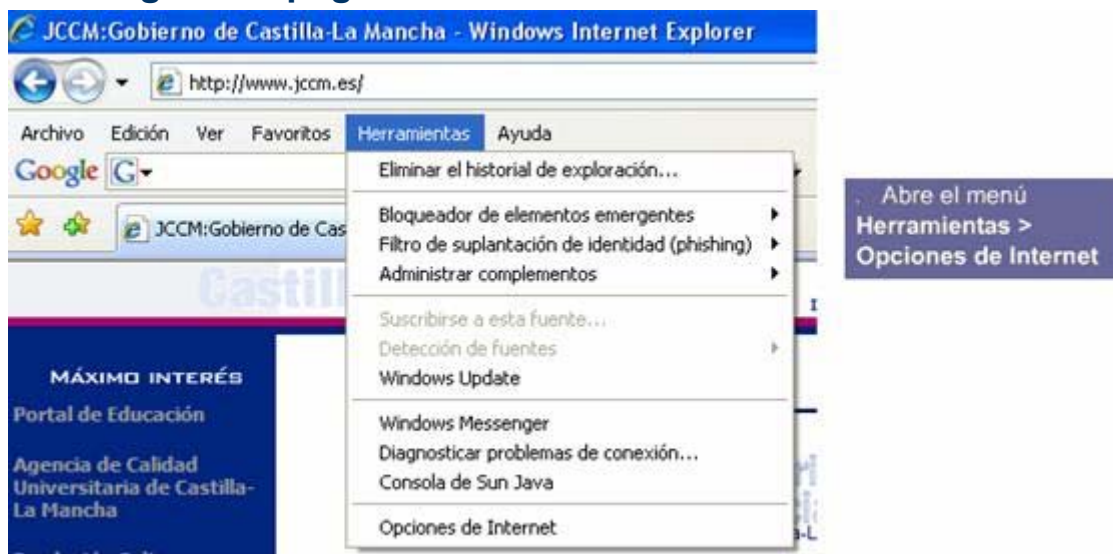 JCCM:Gobierno de Castilla-La Mancha - Windows Internet Explorer
http://www.jccm.es/
Archivo Edición Ver Favoritos Herramientas Ayuda
Google G
Eliminar el historial de exploración...
Bloqueador de elementos emergentes
Filtro de suplantación de identidad (phishing)
Administrar complementos
Suscribirse a esta fuente...
Detección de fuentes
Windows Update
Windows Messenger
Diagnosticar problemas de conexión...
Consola de Sun Java
Opciones de Internet
JCCM:Gobierno de Cas
Castill
MÁXIMO INTERÉS
Portal de Educación
Agencia de Calidad
Universitaria de Castilla-
La Mancha
. Abre el menú
Herramientas >
Opciones de Internet